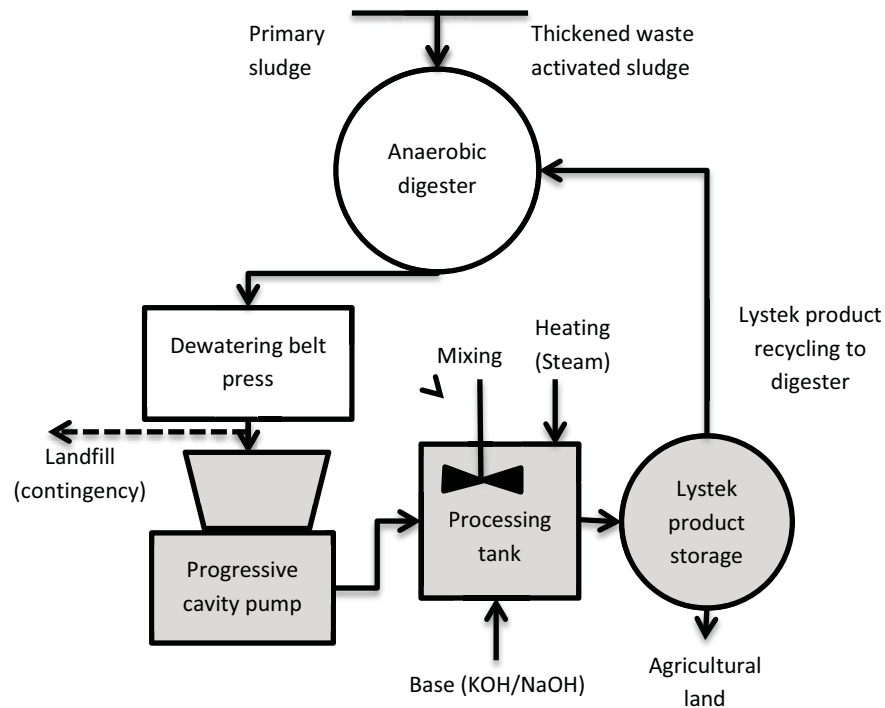 Primary
sludge
Thickened waste
activated sludge
Anaerobic
digester
Dewatering belt
press
Mixing
Heating
(Steam)
Lystek product
recycling to
digester
Landfill
(contingency)
Processing
tank
Lystek
product
storage
Progressive
cavity pump
Base (KOH/NaOH)
Agricultural
land